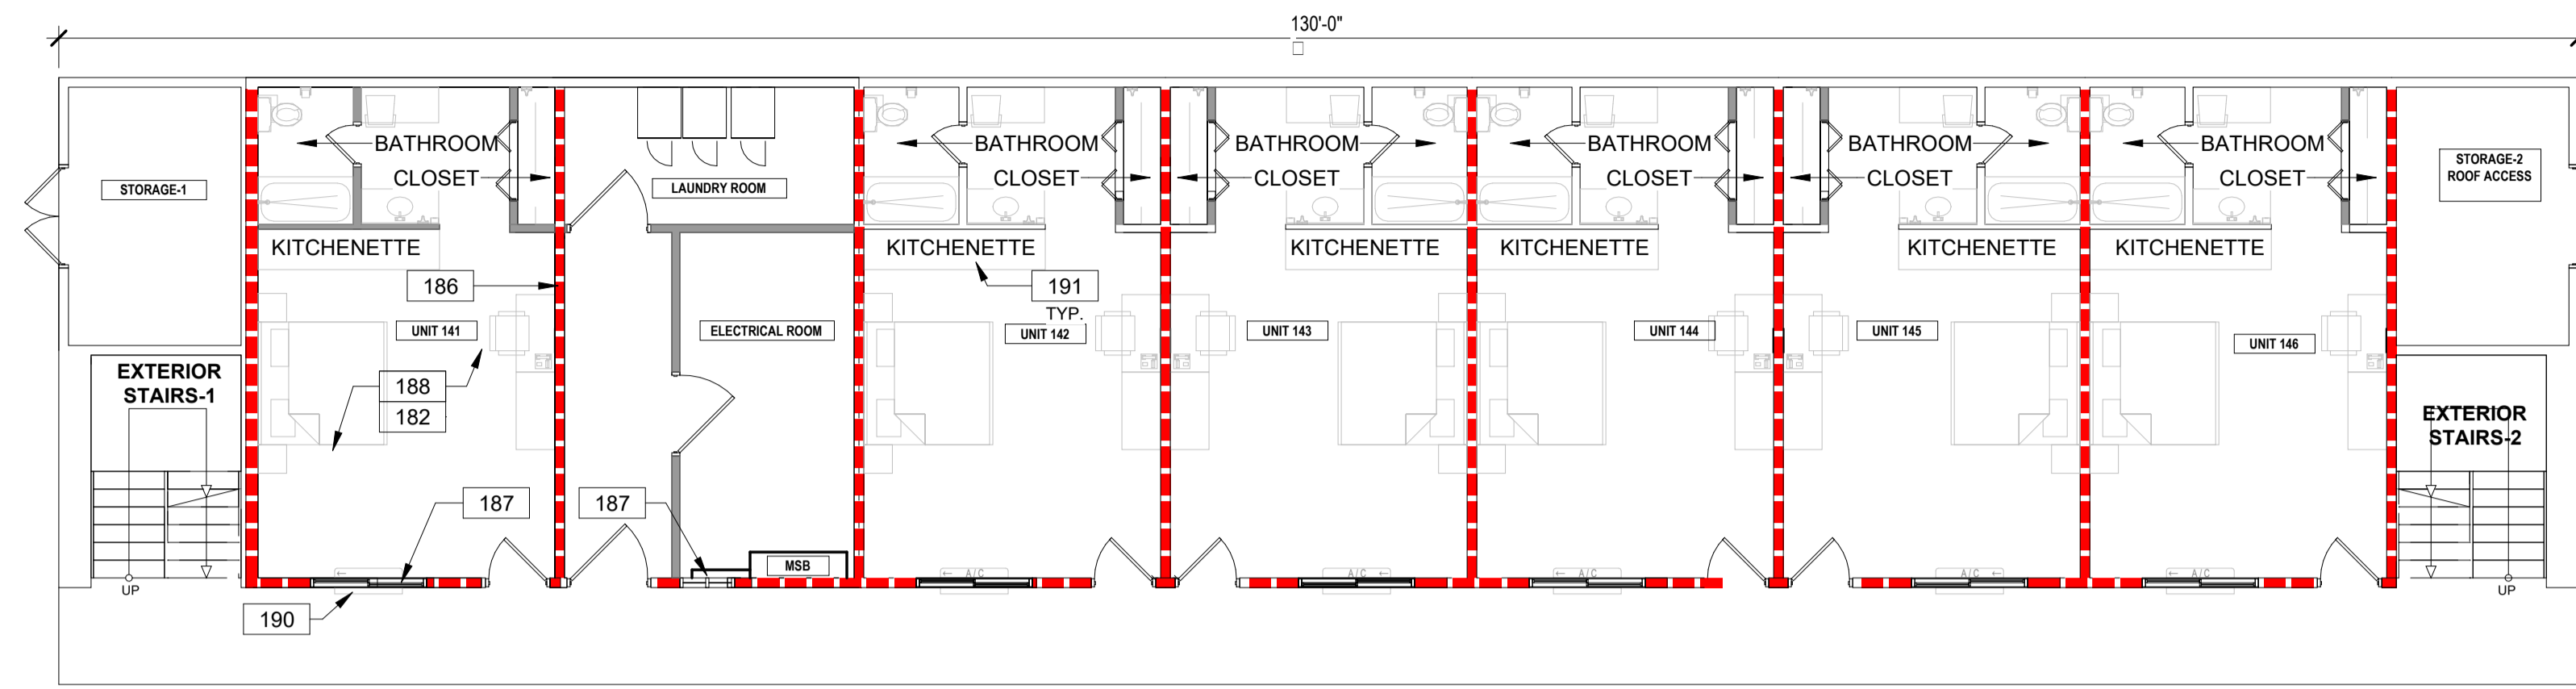 130'-0"
BATHROOM
BATHROOM
BATHROOM
BATHROOM
BATHROOM
BATHROOM
STORAGE-1
LAUNDRY ROOM
STORAGE-2
ROOF ACCESS
CLOSET
CLOSET
CLOSET
CLOSET
CLOSET
CLOSET
KITCHENETTE
KITCHENETTE
KITCHENETTE
KITCHENETTE
KITCHENETTE
KITCHENETTE
186
191
TYP.
UNIT 141
ELECTRICAL ROOM
UNIT 142
UNIT 143
UNIT 144
UNIT 145
UNIT 146
EXTERIOR
STAIRS-1
188
182
EXTERIOR
STAIRS-2
187
187
MSB
A/C
A/C
A/C
A/C
A/C
UP
UP
190